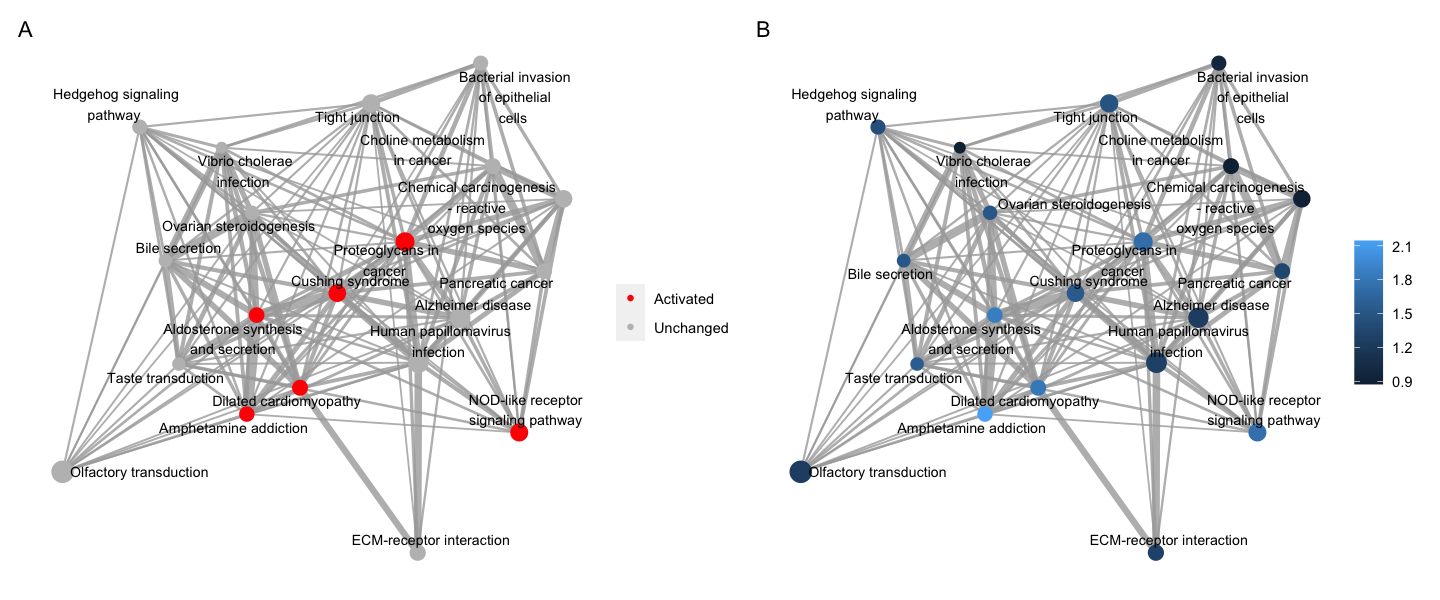 A
Bacterial invasion
of epithelial
cells
Hedgehog signaling
pathway
Tight junction
Choline metabolism
in cancer
Vibrio cholerae
infection
Chemical carcinogenesis
- reactive
oxygen species
Ovarian steroidogenesis
Bile secretion
Proteoglycans in
cancer
Cushing syndrome
Pancreatic cancer
Alzheimer disease
Aldosterone synthesis
and secretion
Human papillomavirus
infection
Taste transduction
Dilated cardiomyopathy
NOD-like receptor
signaling pathway
Amphetamine addiction
Olfactory transduction
ECM-receptor interaction
Activated
Unchanged
B
Bacterial invasion
of epithelial
cells
Hedgehog signaling
pathway
Tight junction
Choline metabolism
in cancer
Vibrio cholerae
infection
Chemical carcinogenesis
- reactive
oxygen species
Ovarian steroidogenesis
Bile secretion
Proteoglycans in
cancer
Cushing syndrome
Pancreatic cancer
Alzheimer disease
Aldosterone synthesis
and secretion
Human papillomavirus
infection
Taste transduction
Dilated cardiomyopathy
NOD-like receptor
signaling pathway
Amphetamine addiction
Olfactory transduction
ECM-receptor interaction
2.1
1.8
1.5
1.2
0.9